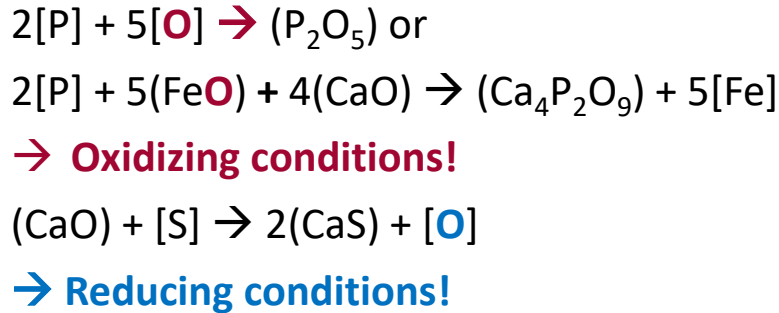 2[P] + 5[O] → (P₂O₅) or
2[P] + 5(FeO) + 4(CaO) → (Ca₄P₂O₉) + 5[Fe]
→ Oxidizing conditions!
(CaO) + [S] → 2(CaS) + [O]
→ Reducing conditions!